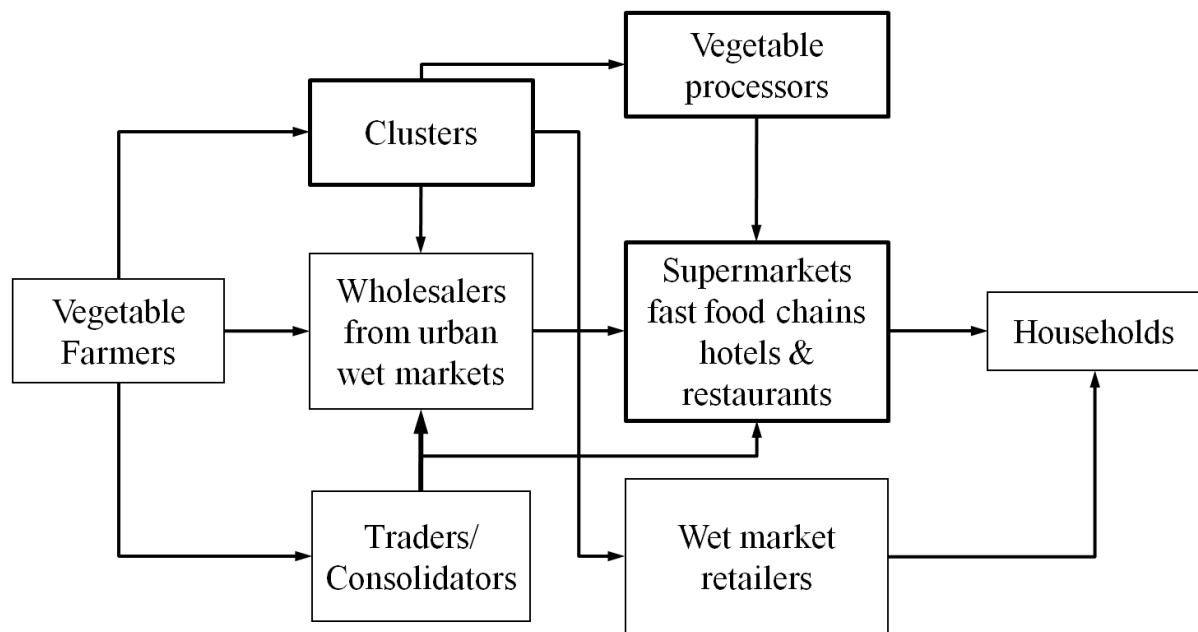 Vegetable
processors
Clusters
Vegetable
Farmers
Wholesalers
from urban
wet markets
Supermarkets
fast food chains
hotels &
restaurants
Households
Traders/
Consolidators
Wet market
retailers